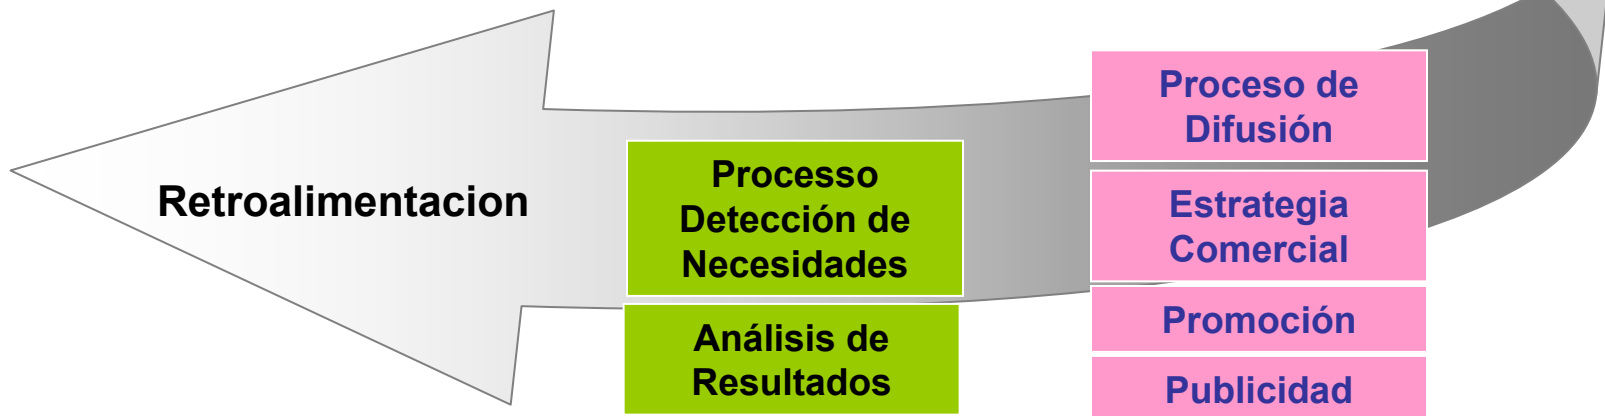 Retroalimentacion
Processo
Detección de
Necesidades
Análisis de
Resultados
Proceso de
Difusión
Estrategia
Comercial
Promoción
Publicidad